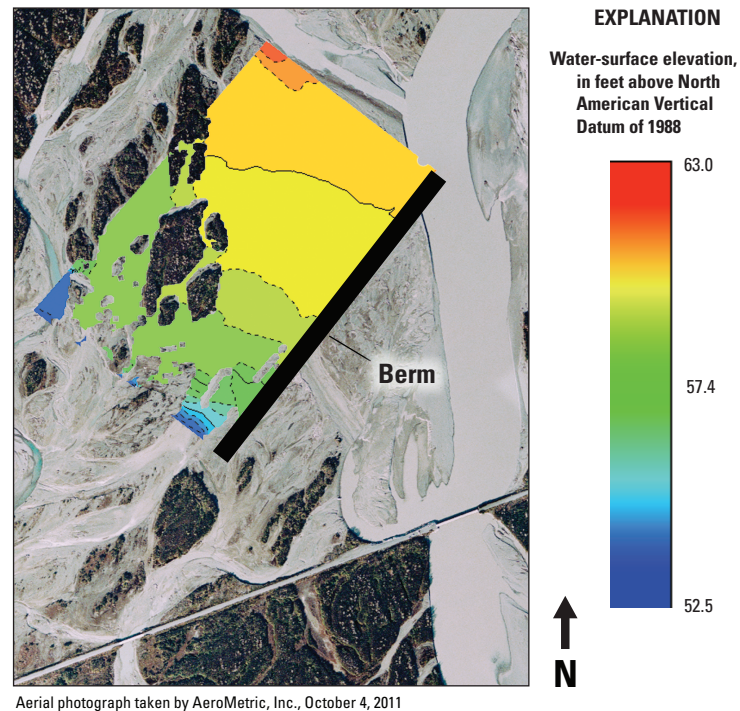 EXPLANATION
Water-surface elevation,
in feet above North
American Vertical
Datum of 1988
63.0
57.4
52.5
Berm
N
Aerial photograph taken by AeroMetric, Inc., October 4, 2011